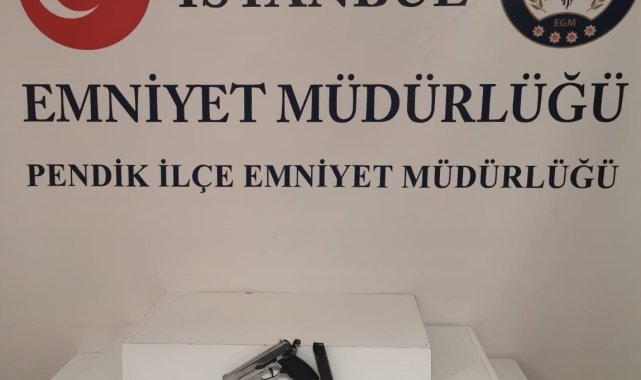 İSTANBUL
EGM
EMNİYET MÜDÜRLÜĞÜ
PENDİK İLÇE EMNİYET MÜDÜRLÜĞÜ